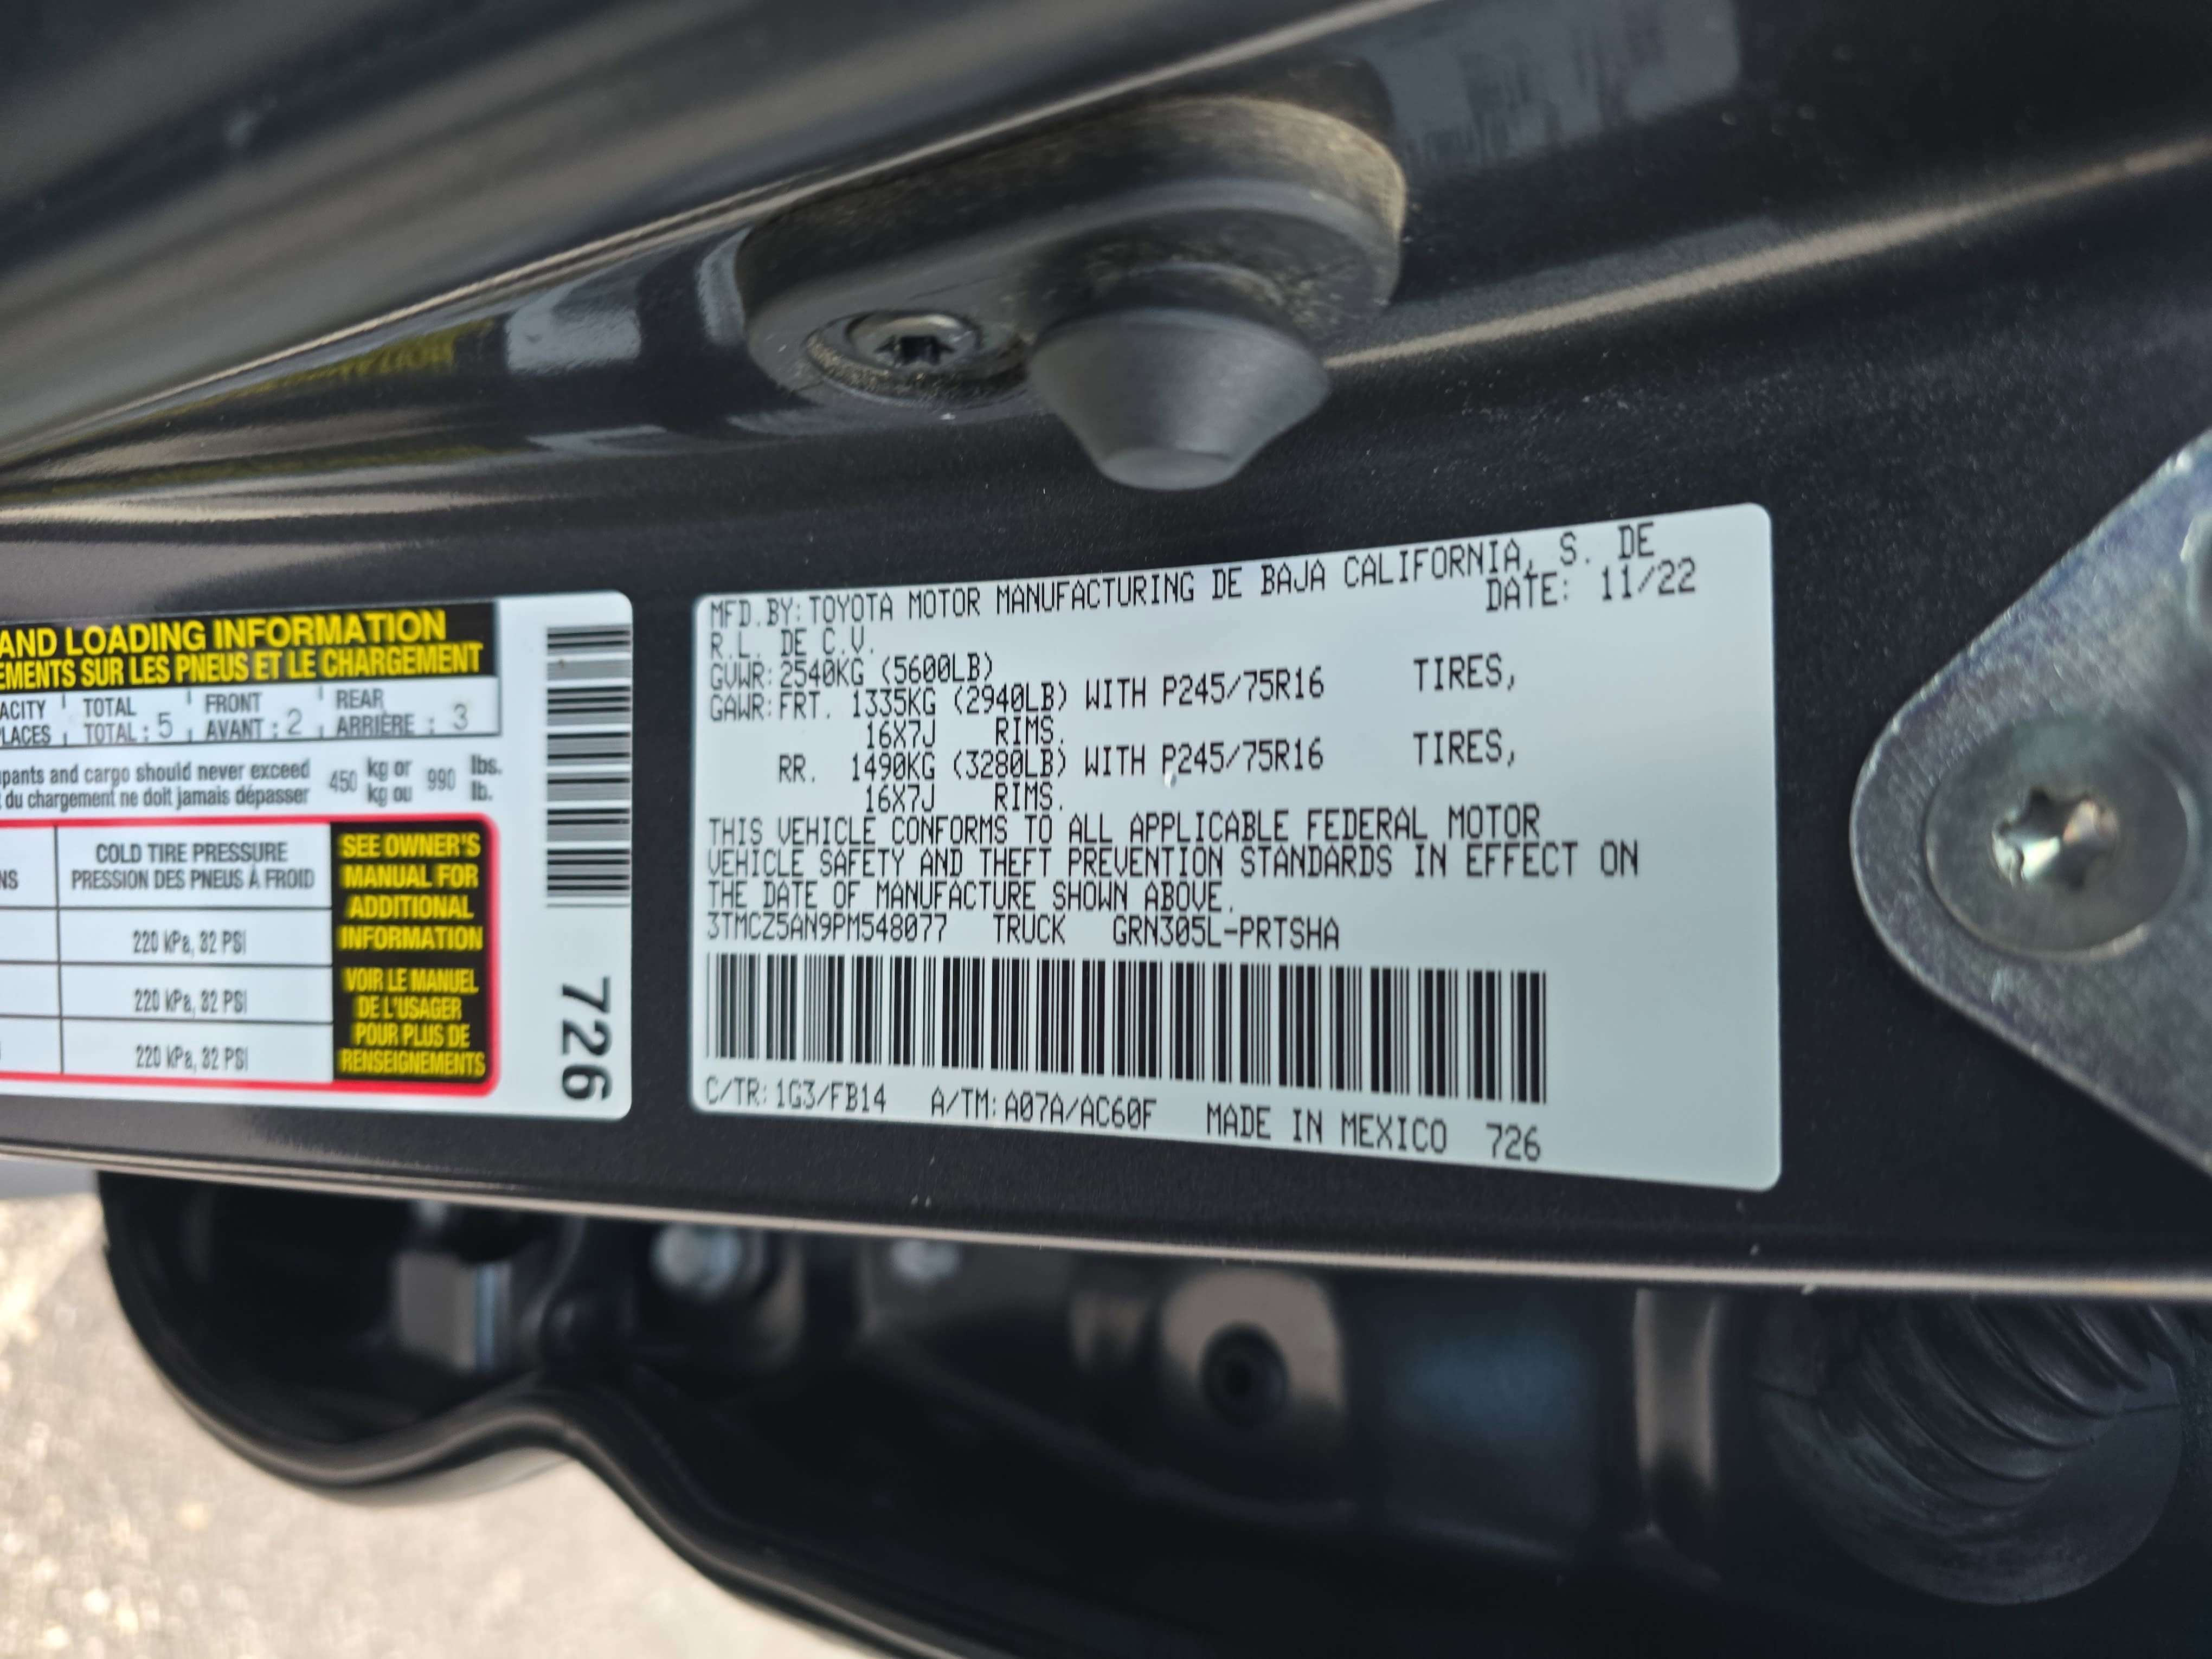 AND LOADING INFORMATION
EMENTS SUR LES PNEUS ET LE CHARGEMENT
ACITY TOTAL FRONT REAR
LACES TOTAL : 5 AVANT : 2 ARRIÈRE : 3
pants and cargo should never exceed 450 kg or 990 lbs.
du chargement ne doit jamais dépasser kg ou lb.
NS
COLD TIRE PRESSURE
PRESSION DES PNEUS À FROID
220 kPa, 32 PSI
220 kPa, 32 PSI
220 kPa, 32 PSI
SEE OWNER'S
MANUAL FOR
ADDITIONAL
INFORMATION
VOIR LE MANUEL
DE L'USAGER
POUR PLUS DE
RENSEIGNEMENTS
726
MFD.BY:TOYOTA MOTOR MANUFACTURING DE BAJA CALIFORNIA, S. DE
R.L. DE C.V. DATE: 11/22
GVWR:2540KG (5600LB)
GAWR:FRT. 1335KG (2940LB) WITH P245/75R16 TIRES,
16X7J RIMS.
RR. 1490KG (3280LB) WITH P245/75R16 TIRES,
16X7J RIMS.
THIS VEHICLE CONFORMS TO ALL APPLICABLE FEDERAL MOTOR
VEHICLE SAFETY AND THEFT PREVENTION STANDARDS IN EFFECT ON
THE DATE OF MANUFACTURE SHOWN ABOVE.
3TMCZ5AN9PM548077 TRUCK GRN305L-PRTSHA
C/TR:1G3/FB14 A/TM:A07A/AC60F MADE IN MEXICO 726